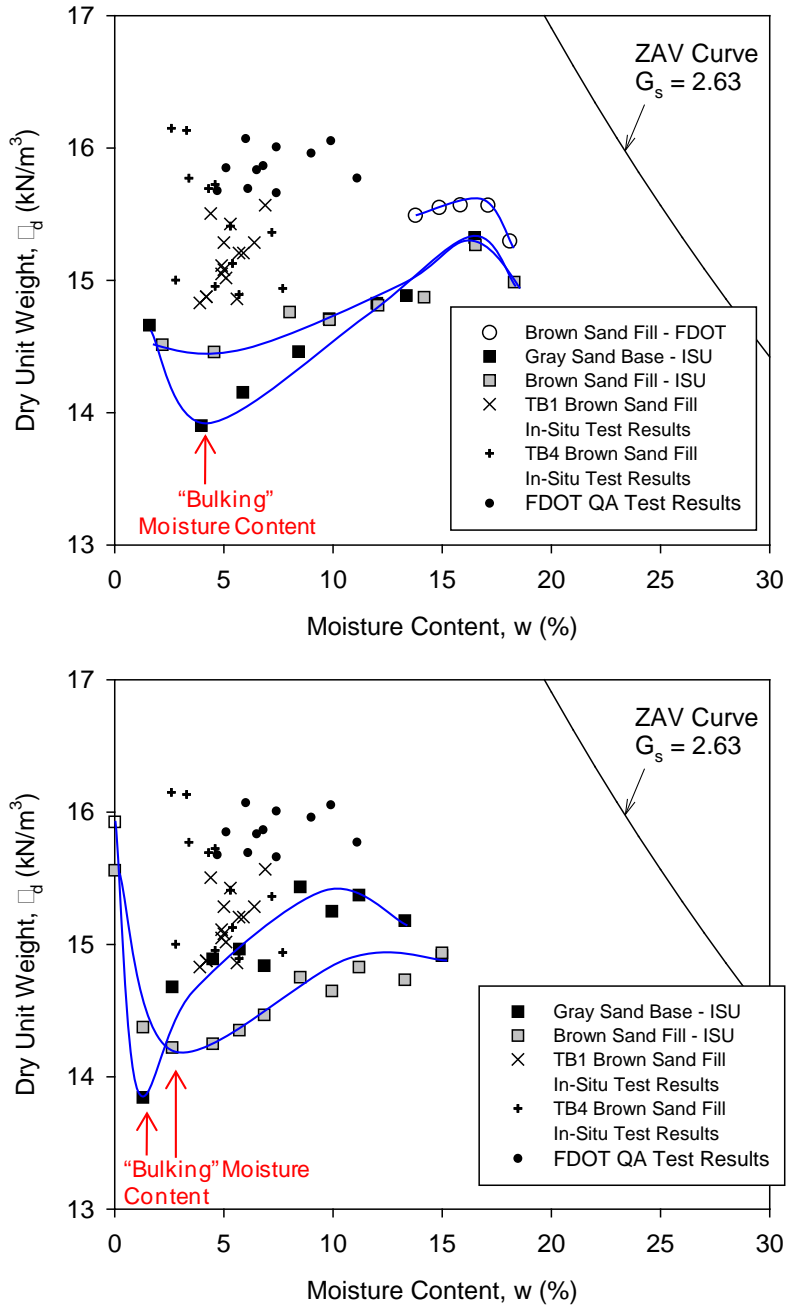 17
16
15
14
13
Dry Unit Weight, □d (kN/m3)
ZAV Curve
Gs = 2.63
Brown Sand Fill - FDOT
Gray Sand Base - ISU
Brown Sand Fill - ISU
TB1 Brown Sand Fill
In-Situ Test Results
TB4 Brown Sand Fill
In-Situ Test Results
FDOT QA Test Results
“Bulking”
Moisture Content
0 5 10 15 20 25 30
Moisture Content, w (%)
17
16
15
14
13
Dry Unit Weight, □d (kN/m3)
ZAV Curve
Gs = 2.63
Gray Sand Base - ISU
Brown Sand Fill - ISU
TB1 Brown Sand Fill
In-Situ Test Results
TB4 Brown Sand Fill
In-Situ Test Results
FDOT QA Test Results
“Bulking” Moisture
Content
0 5 10 15 20 25 30
Moisture Content, w (%)